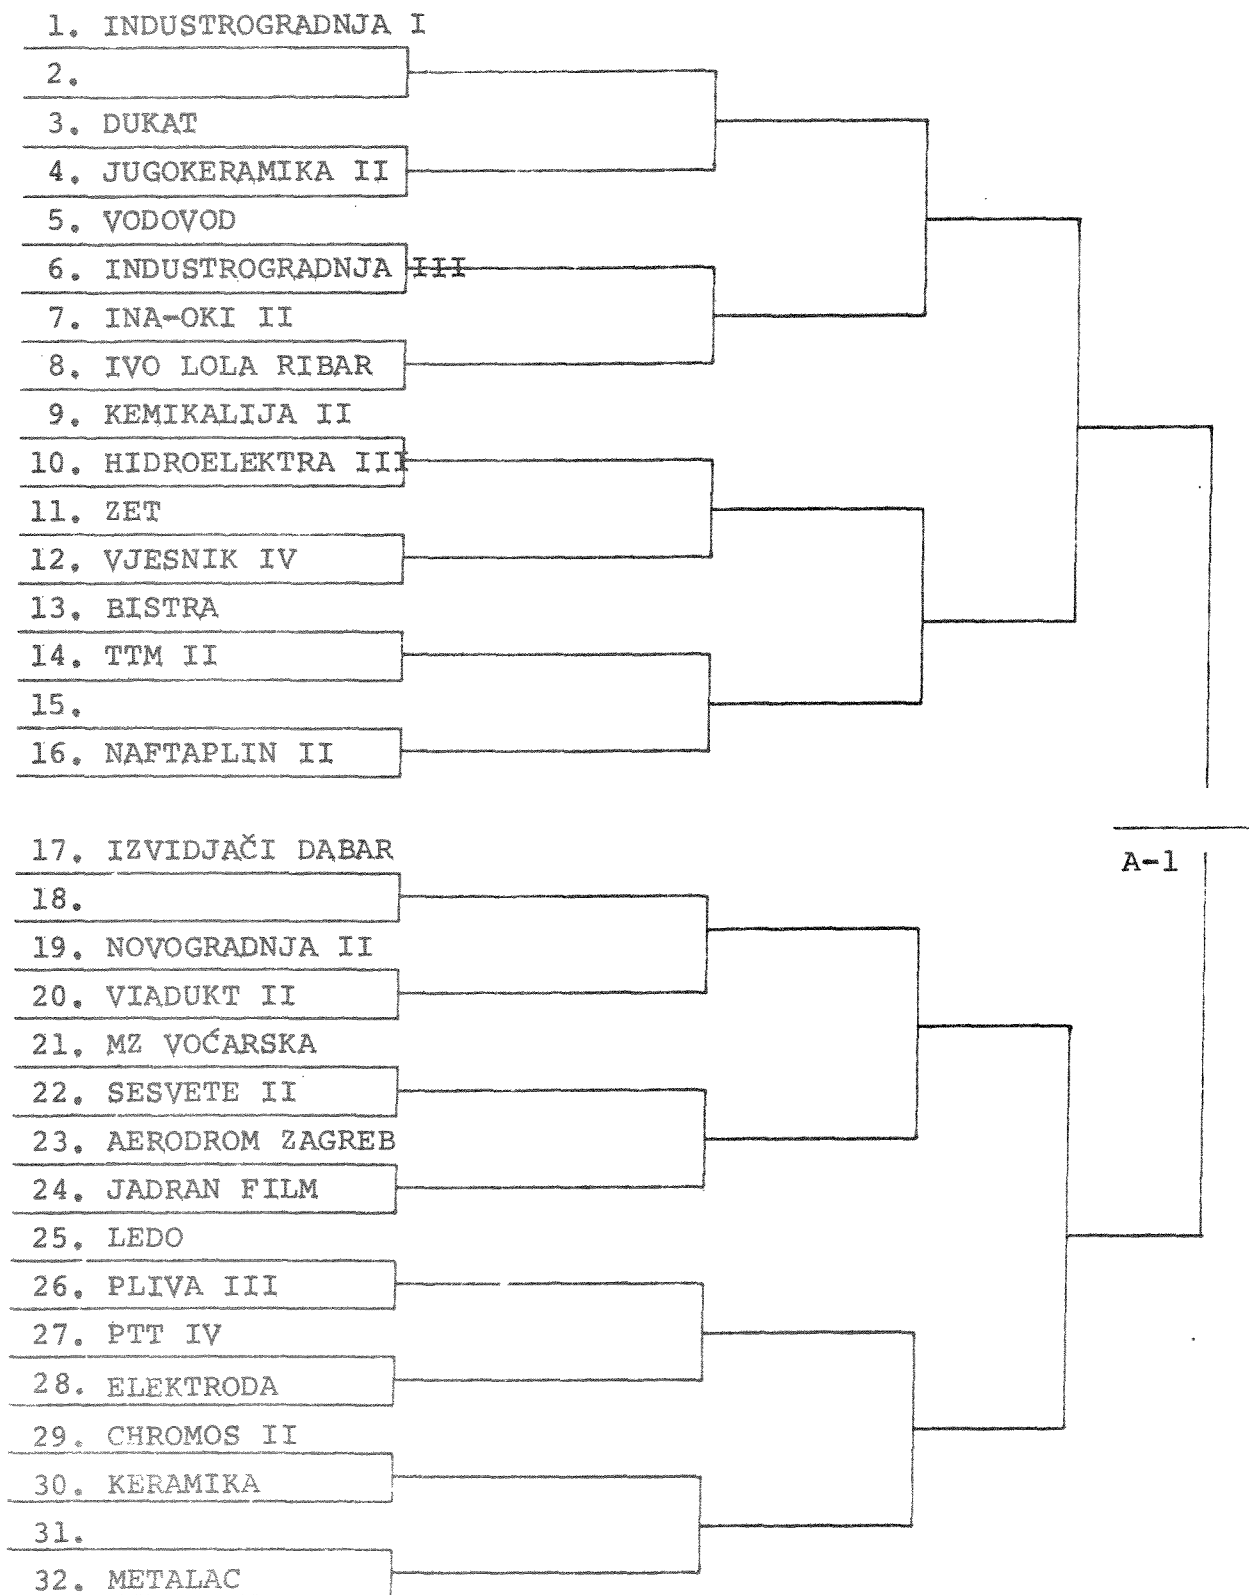 1. INDUSTROGRADNJA I
2.
3. DUKAT
4. JUGOKERAMIKA II
5. VODOVOD
6. INDUSTROGRADNJA III
7. INA-OKI II
8. IVO LOLA RIBAR
9. KEMIKALIJA II
10. HIDROELEKTRA III
11. ZET
12. VJESNIK IV
13. BISTRA
14. TTM II
15.
16. NAFTAPLIN II
17. IZVIDJAČI DABAR
A-1
18.
19. NOVOGRADNJA II
20. VIADUKT II
21. MZ VOĆARSKA
22. SESVETE II
23. AERODROM ZAGREB
24. JADRAN FILM
25. LEDO
26. PLIVA III
27. PTT IV
28. ELEKTRODA
29. CHROMOS II
30. KERAMIKA
31.
32. METALAC